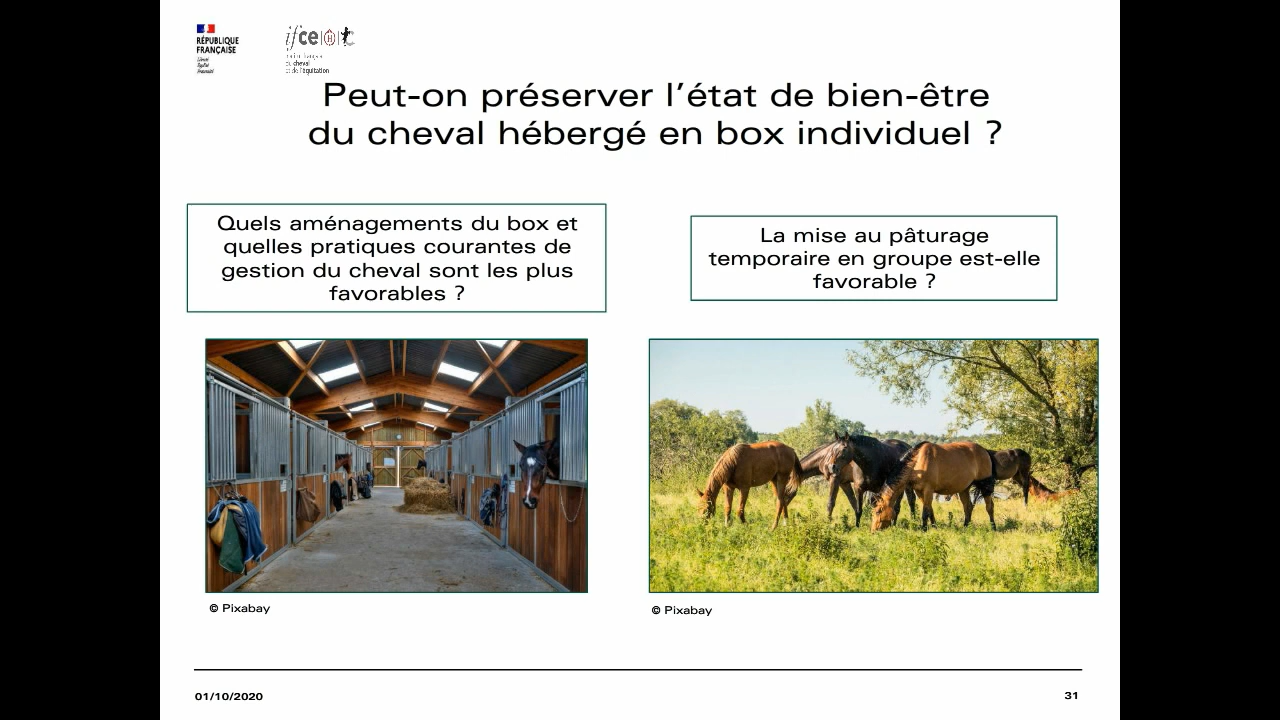 RÉPUBLIQUE
FRANÇAISE
Liberté
Égalité
Fraternité
ifce
du cheval
et de l'équitation
Peut-on préserver l'état de bien-être
du cheval hébergé en box individuel ?
Quels aménagements du box et
quelles pratiques courantes de
gestion du cheval sont les plus
favorables ?
La mise au pâturage
temporaire en groupe est-elle
favorable ?
© Pixabay
© Pixabay
01/10/2020
31